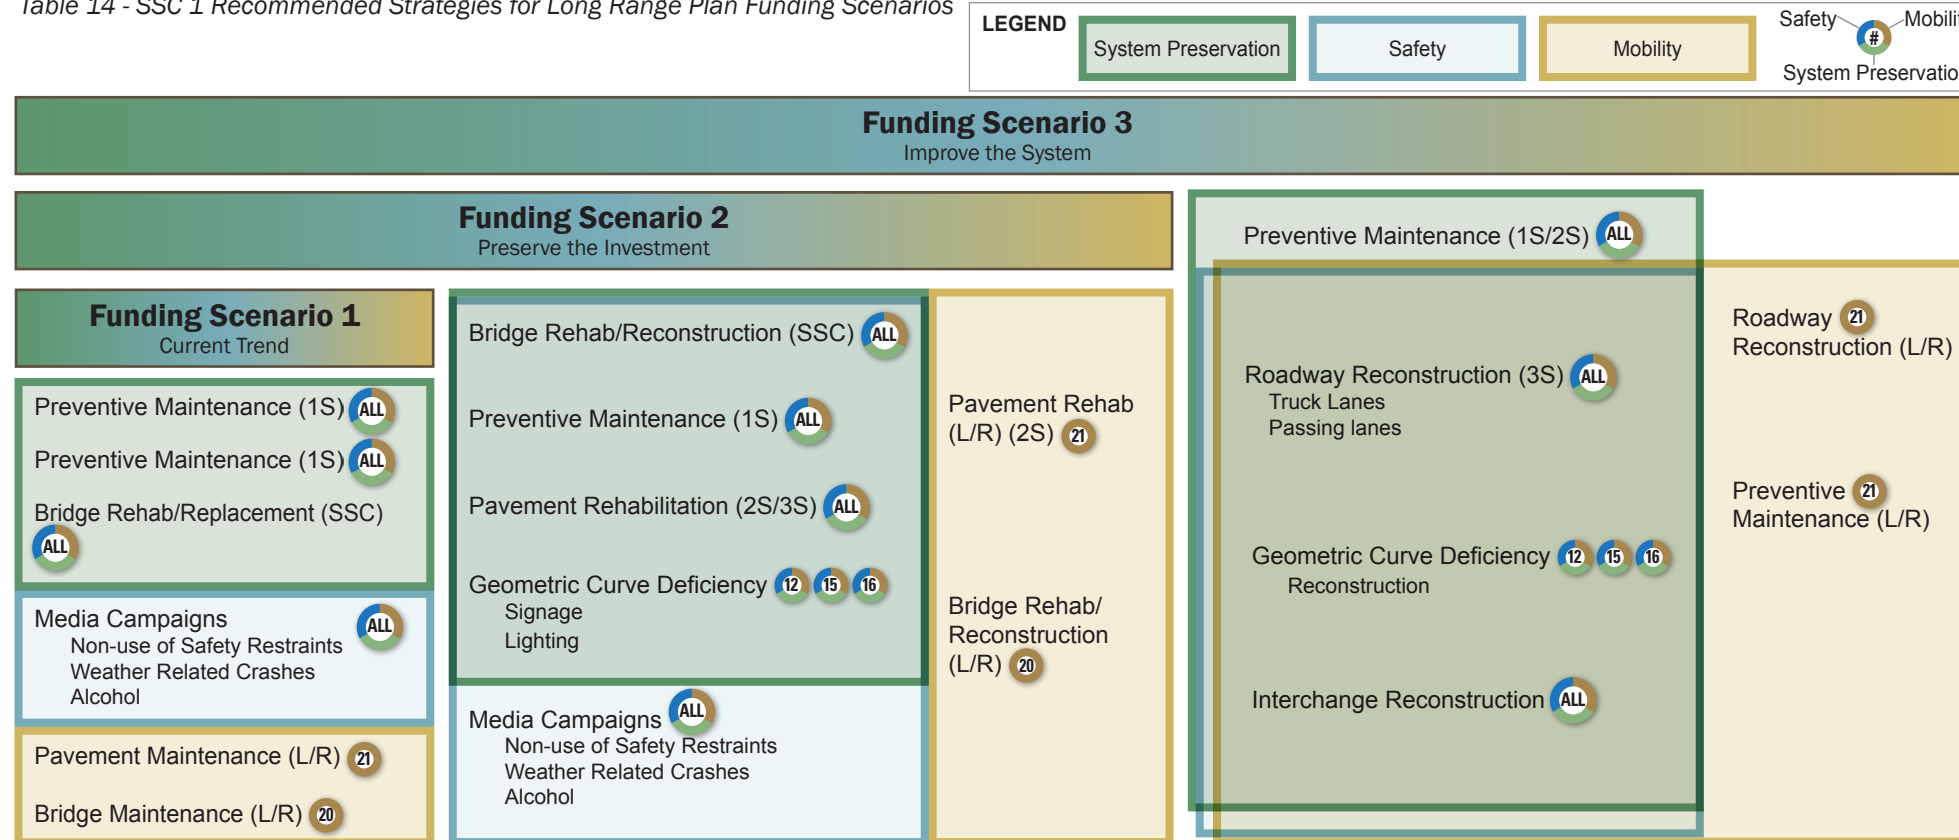 Table 14 - SSC 1 Recommended Strategies for Long Range Plan Funding Scenarios
LEGEND
System Preservation
Safety
Mobility
Safety
Mobili
#
System Preservatio
Funding Scenario 3
Improve the System
Funding Scenario 2
Preserve the Investment
Funding Scenario 1
Current Trend
Preventive Maintenance (1S) ALL
Preventive Maintenance (1S) ALL
Bridge Rehab/Replacement (SSC)
ALL
Media Campaigns ALL
Non-use of Safety Restraints
Weather Related Crashes
Alcohol
Pavement Maintenance (L/R) 21
Bridge Maintenance (L/R) 20
Bridge Rehab/Reconstruction (SSC) ALL
Preventive Maintenance (1S) ALL
Pavement Rehabilitation (2S/3S) ALL
Geometric Curve Deficiency 12 15 16
Signage
Lighting
Media Campaigns ALL
Non-use of Safety Restraints
Weather Related Crashes
Alcohol
Pavement Rehab
(L/R) (2S) 21
Bridge Rehab/
Reconstruction
(L/R) 20
Preventive Maintenance (1S/2S) ALL
Roadway Reconstruction (3S) ALL
Truck Lanes
Passing lanes
Geometric Curve Deficiency 12 15 16
Reconstruction
Interchange Reconstruction ALL
Roadway 21
Reconstruction (L/R)
Preventive 21
Maintenance (L/R)